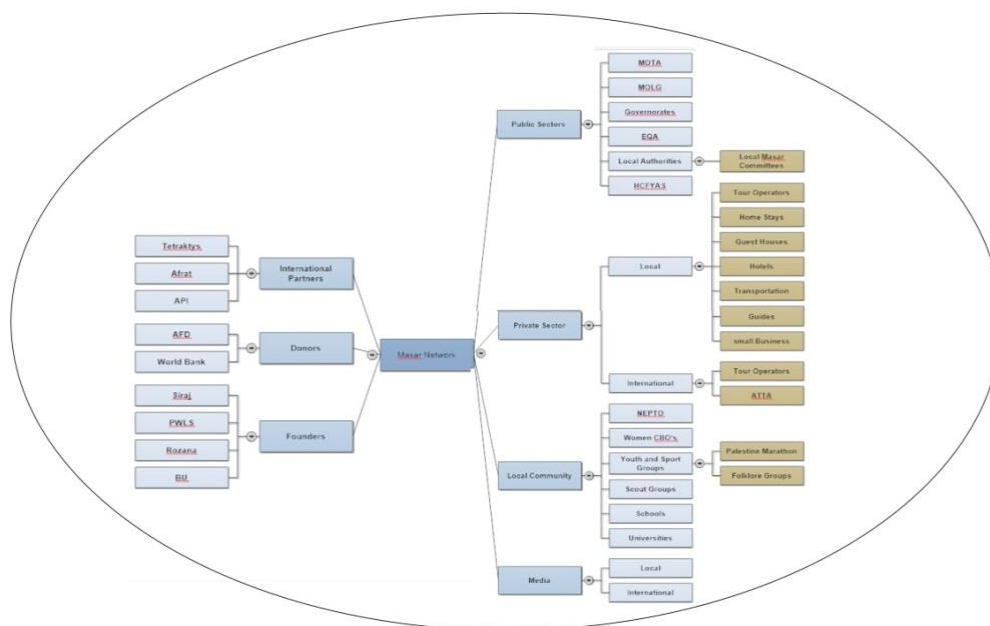 MOTA
MOLG
Public Sectors
Governorates
EQA
Local Authorities
Local Masar
Committees
HCFYAS
Tour Operators
Home Stays
Guest Houses
Tetraktys
International
Partners
Local
Hotels
Afrat
Transportation
API
Guides
Private Sector
small Business
AFD
Donors
Masar Network
World Bank
International
Tour Operators
ATTA
Siraj
PWLS
Founders
Rozana
BU
NEPTO
Women CBO's
Youth and Sport
Groups
Palestine Marathon
Local Community
Folklore Groups
Scout Groups
Schools
Universities
Media
Local
International